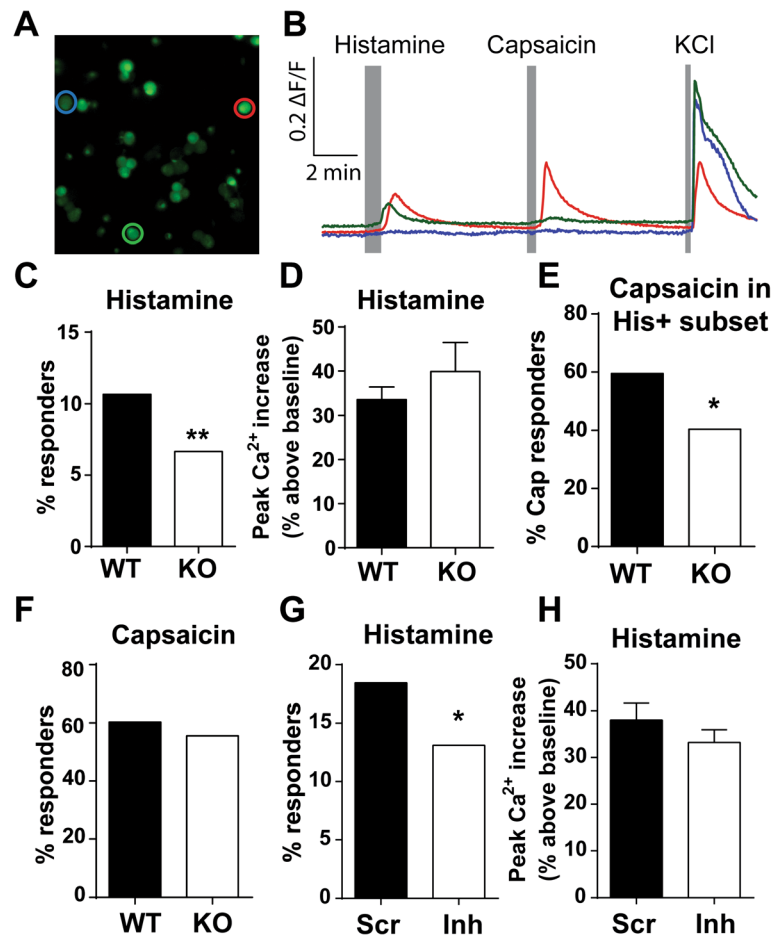 A
B
Histamine
Capsaicin
KCl
0.2 ΔF/F
2 min
C
Histamine
% responders
15
10
5
0
**
WT
KO
D
Histamine
Peak Ca2+ increase
(% above baseline)
50
40
30
20
10
0
WT
KO
E
Capsaicin in
His+ subset
% Cap responders
80
60
40
20
0
*
WT
KO
F
Capsaicin
% responders
80
60
40
20
0
WT
KO
G
Histamine
% responders
20
15
10
5
0
*
Scr
Inh
H
Histamine
Peak Ca2+ increase
(% above baseline)
50
40
30
20
10
0
Scr
Inh